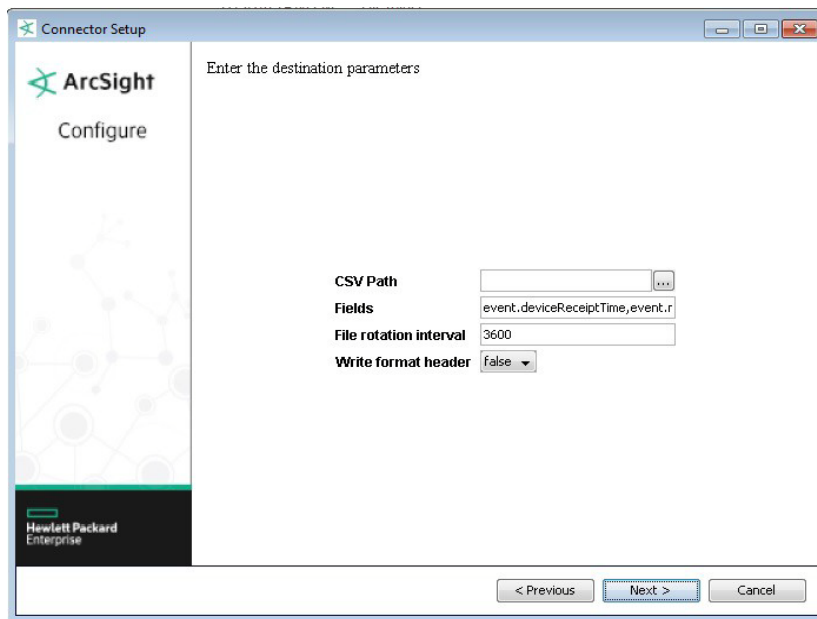 Connector Setup
ArcSight
Configure
Enter the destination parameters
CSV Path
...
Fields event.deviceReceiptTime,event.r
File rotation interval 3600
Write format header false
Hewlett Packard
Enterprise
< Previous Next > Cancel